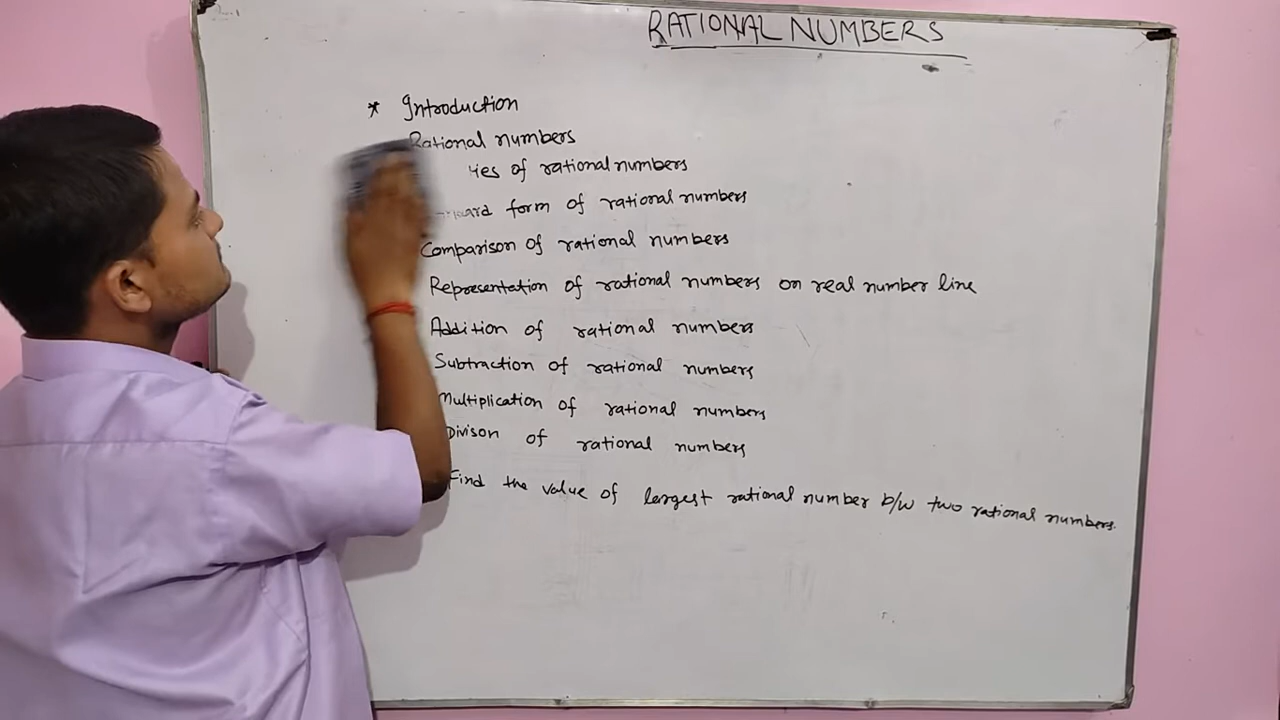 RATIONAL NUMBERS
* Introduction
Rational numbers
of rational numbers
form of rational numbers
Comparison of rational numbers
Representation of rational numbers on real number line
Addition of rational numbers
Subtraction of rational numbers
Multiplication of rational numbers
Divison of rational numbers
Find the value of largest rational number b/w two rational numbers.